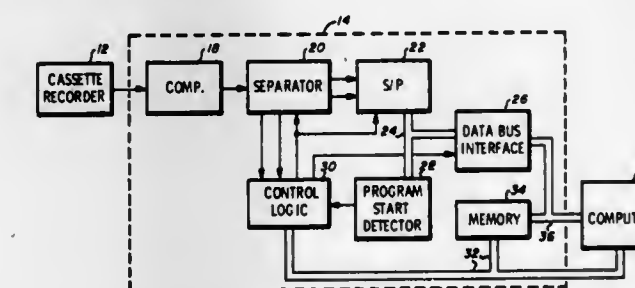 14
12
CASSETTE
RECORDER
18
COMP.
20
SEPARATOR
22
S/P
24
26
DATA BUS
INTERFACE
30
CONTROL
LOGIC
28
PROGRAM
START
DETECTOR
34
MEMORY
36
32
COMPUT